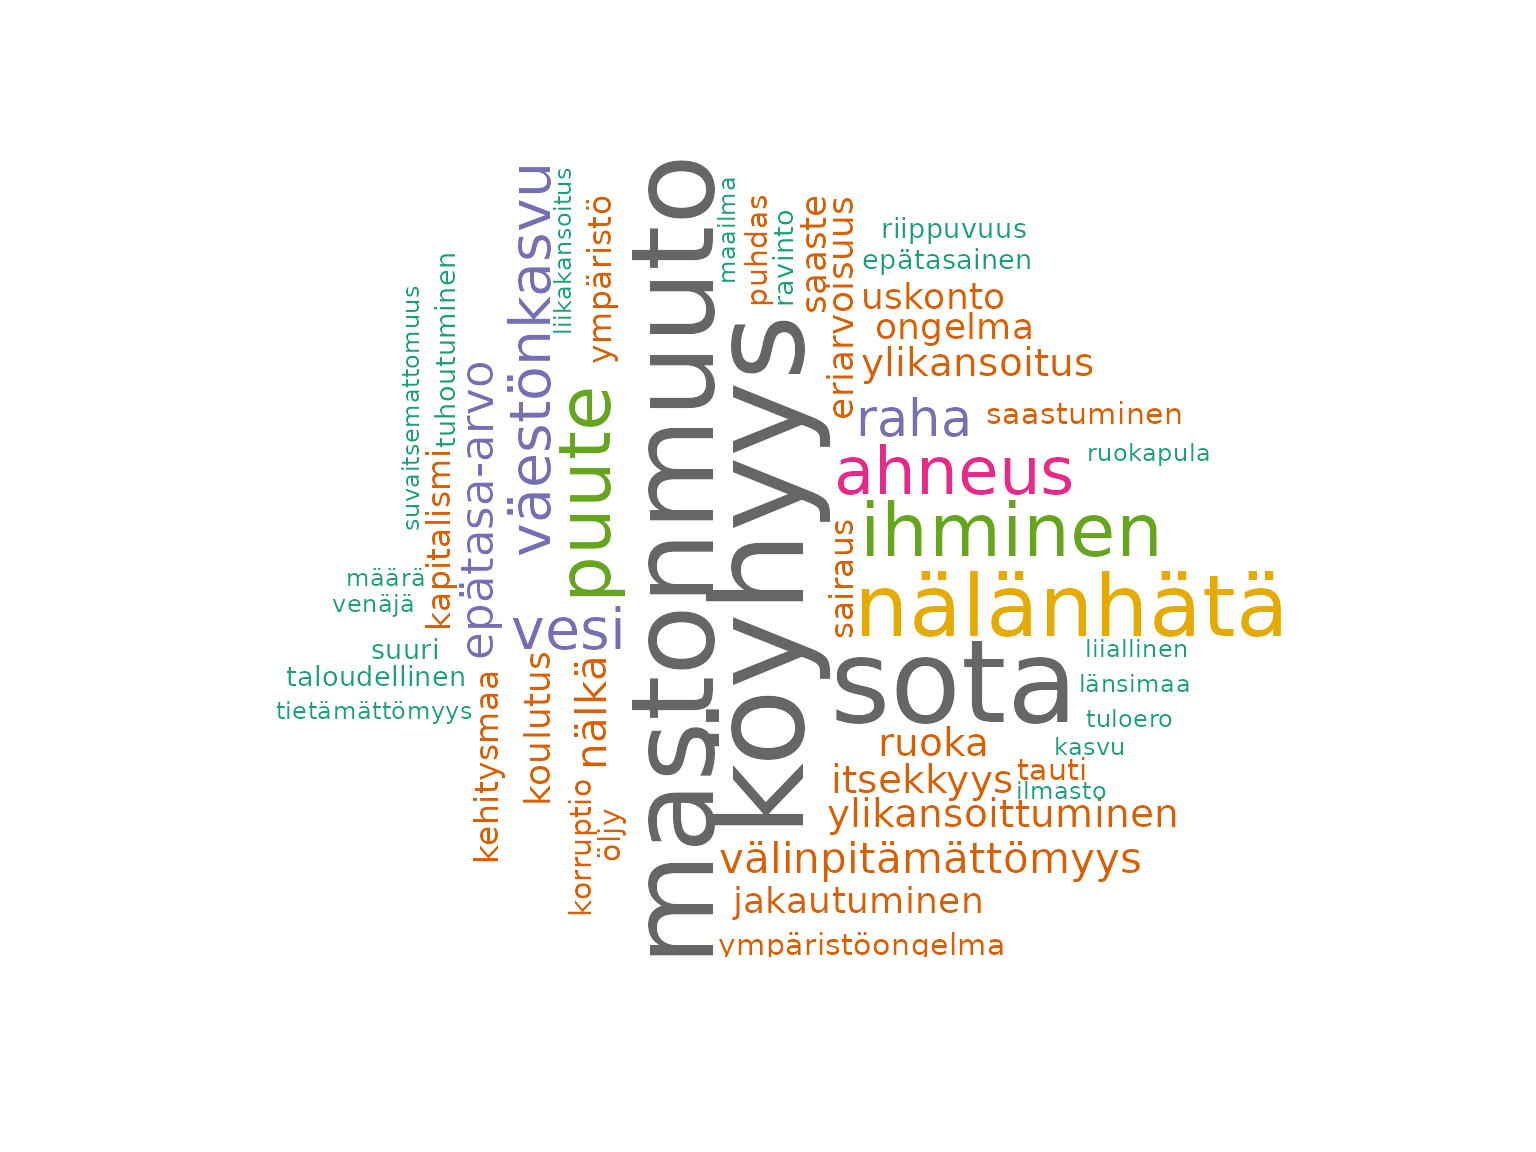 mastonmuuto
köyhyys
sota
nälänhätä
ihminen
ahneus
puute
väestönkasvu
vesi
raha
epätasa-arvo
nälkä
välinpitämättömyys
ylikansoittuminen
ylikansoitus
itsekkyys
ruoka
jakautuminen
uskonto
ongelma
saaste
eriarvoisuus
ympäristö
kapitalismi
koulutus
kehitysmaa
korruptio
öljy
sairaus
saastuminen
puhdas
tauti
ympäristöongelma
riippuvuus
epätasainen
ravinto
maailma
liikakansoitus
tuhoutuminen
suvaitsemattomuus
määrä
venäjä
suuri
taloudellinen
tietämättömyys
ruokapula
liiallinen
länsimaa
tuloero
kasvu
ilmasto